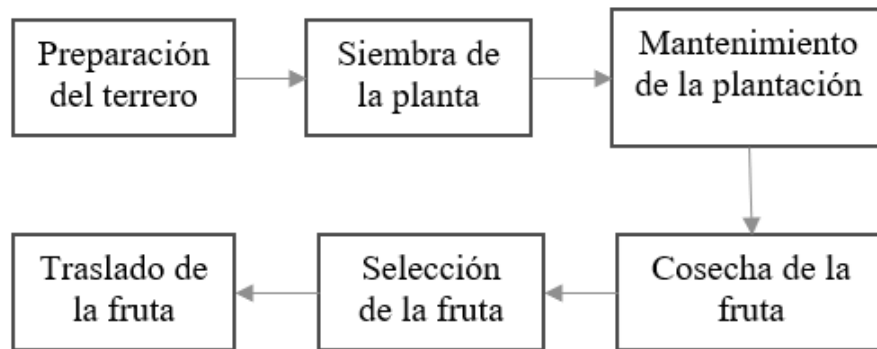 Preparación
del terrero
Siembra de
la planta
Mantenimiento
de la plantación
Cosecha de la
fruta
Selección
de la fruta
Traslado de
la fruta